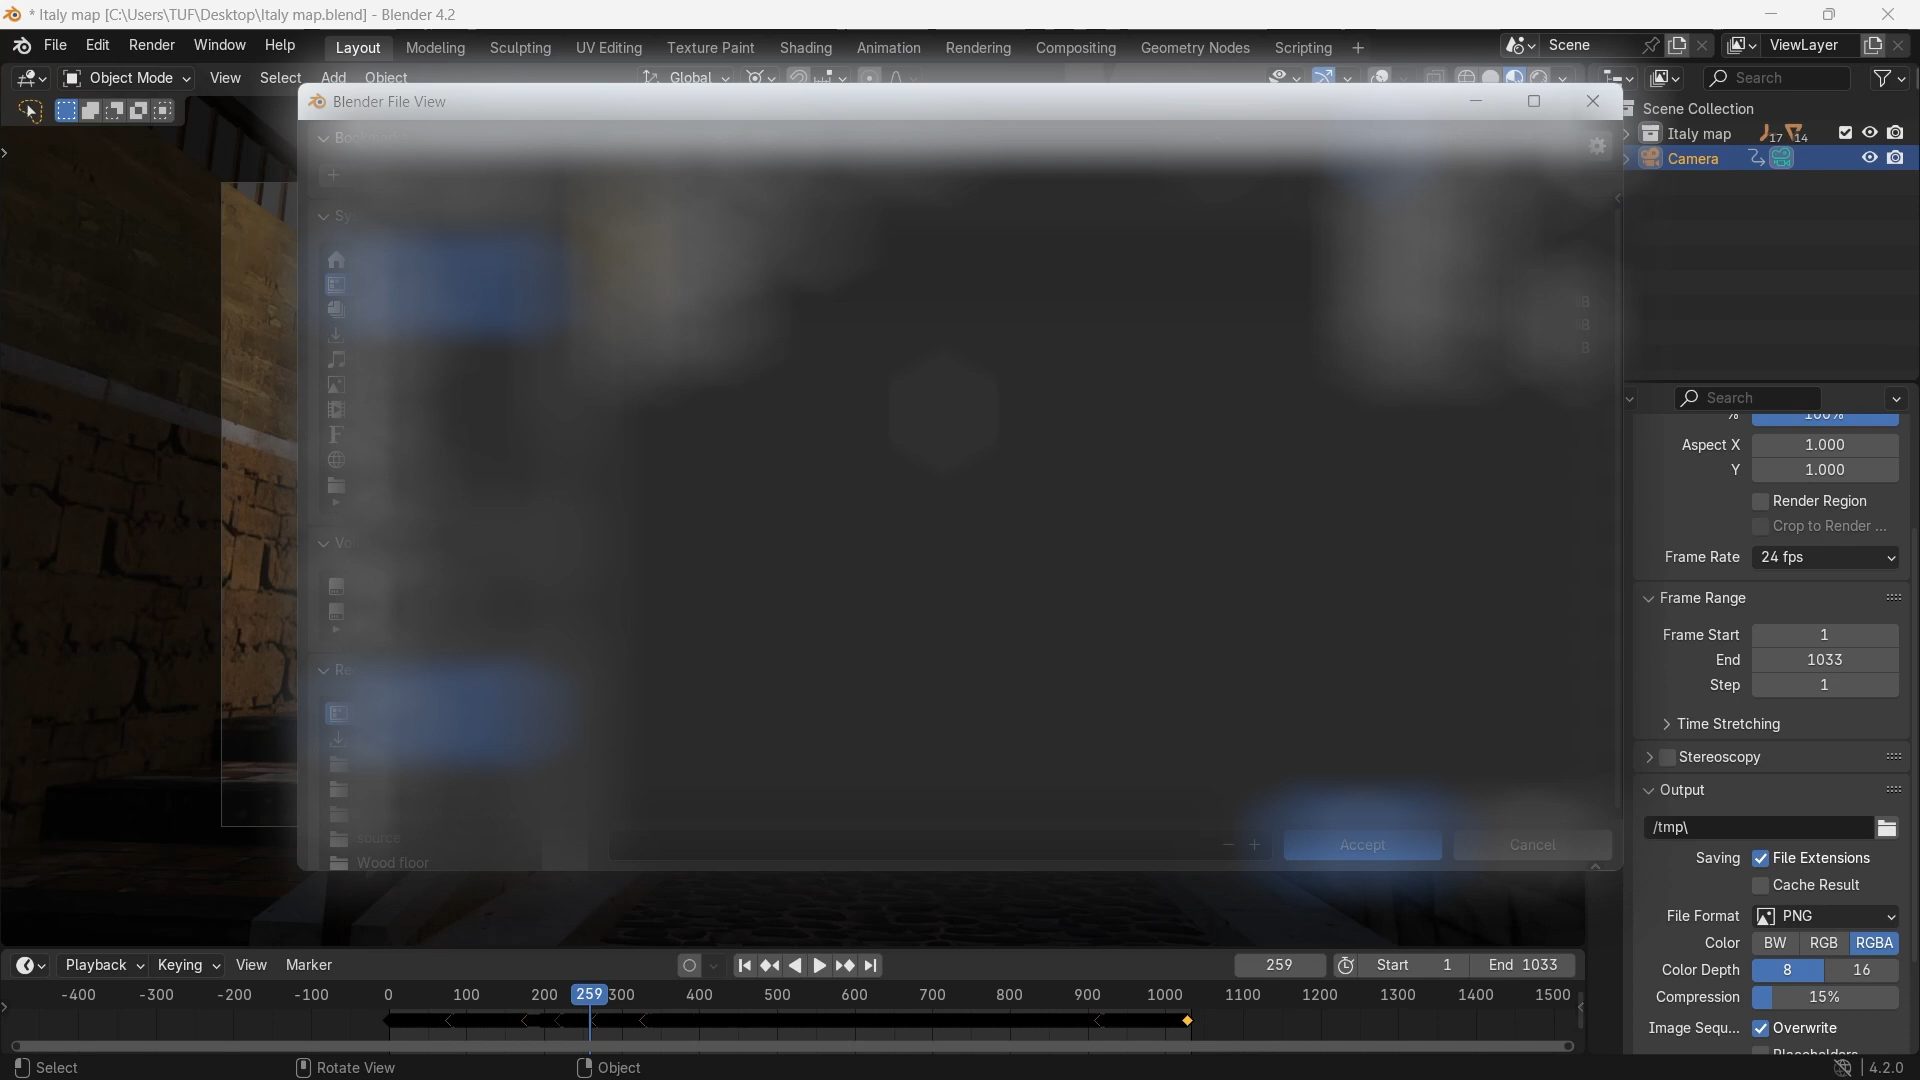 * Italy map [C:\Users\TUF\Desktop\Italy map.blend] - Blender 4.2
File Edit Render Window Help Layout Modeling Sculpting UV Editing Texture Paint Shading Animation Rendering Compositing Geometry Nodes Scripting + Scene ViewLayer
Object Mode View Select Add Object Global Search
Blender File View
Scene Collection
Italy map 17 14
Camera
Search
100%
Aspect X 1.000
Y 1.000
Render Region
Crop to Render ...
Frame Rate 24 fps
Frame Range
Frame Start 1
End 1033
Step 1
Time Stretching
Stereoscopy
Output
/tmp\
Saving File Extensions
Cache Result
File Format PNG
Color BW RGB RGBA
Color Depth 8 16
Compression 15%
Image Sequ... Overwrite
Placeholders
source
Wood floor
Accept Cancel
Playback Keying View Marker 259 Start 1 End 1033
-400 -300 -200 -100 0 100 200 259 300 400 500 600 700 800 900 1000 1100 1200 1300 1400 1500
Select Rotate View Object 4.2.0